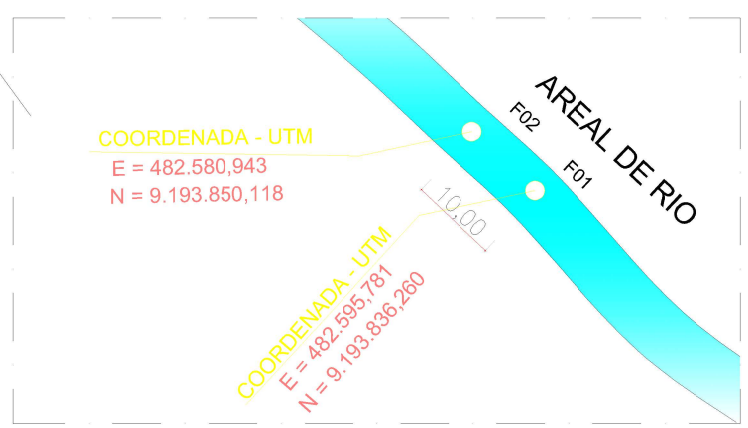 AREAL DE RIO
F02
F01
COORDENADA - UTM
E = 482.580,943
N = 9.193.850,118
10,00
COORDENADA - UTM
E = 482.595,781
N = 9.193.836,260